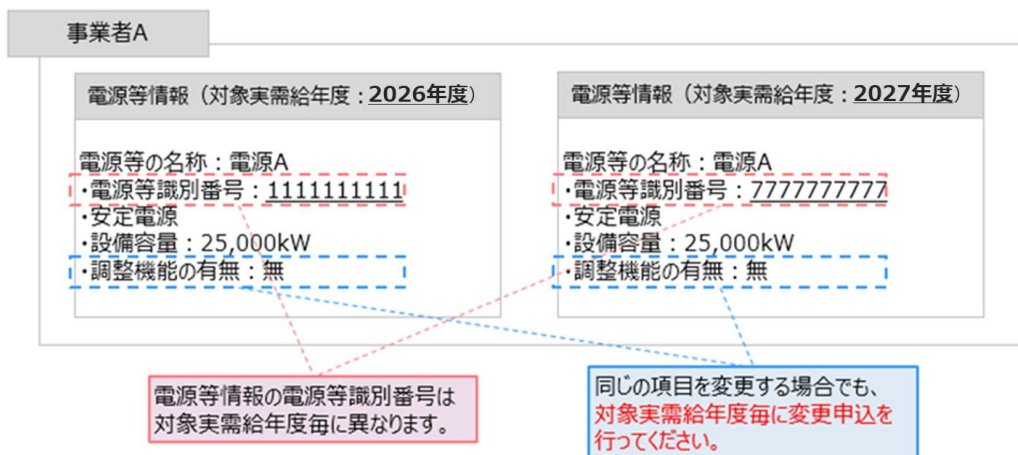 事業者A
電源等情報（対象実需給年度：2026年度）
電源等の名称：電源A
・電源等識別番号：1111111111
・安定電源
・設備容量：25,000kW
・調整機能の有無：無
電源等情報（対象実需給年度：2027年度）
電源等の名称：電源A
・電源等識別番号：7777777777
・安定電源
・設備容量：25,000kW
・調整機能の有無：無
電源等情報の電源等識別番号は
対象実需給年度毎に異なります。
同じの項目を変更する場合でも、
対象実需給年度毎に変更申込を
行ってください。